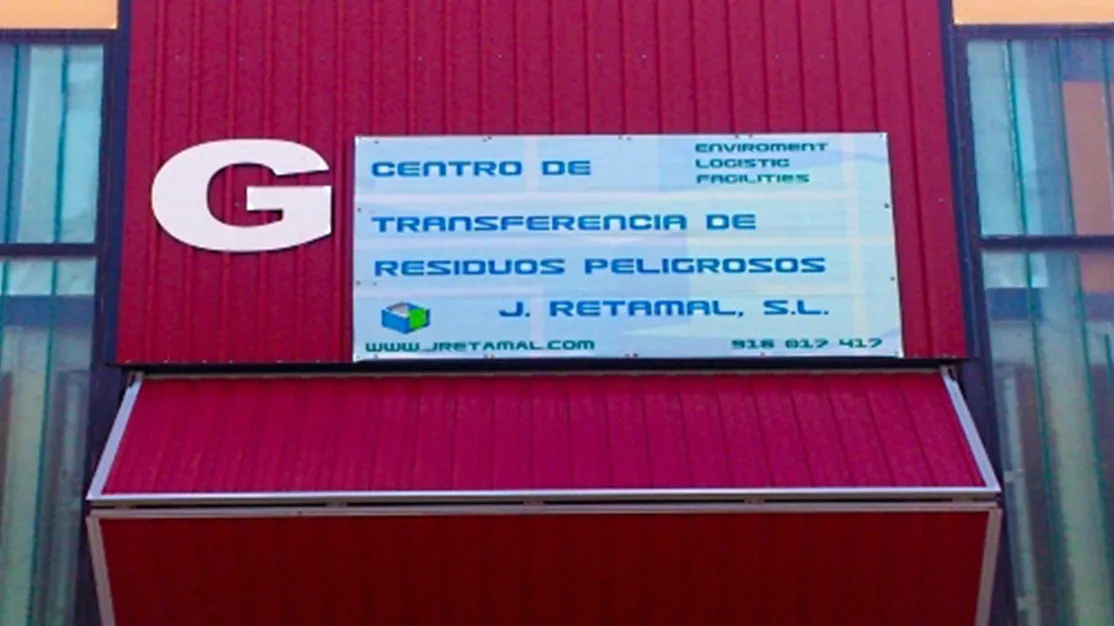 G
CENTRO DE
ENVIROMENT
LOGISTIC
FACILITIES
TRANSFERENCIA DE
RESIDUOS PELIGROSOS
J. RETAMAL, S.L.
WWW.JRETAMAL.COM
916 017 417